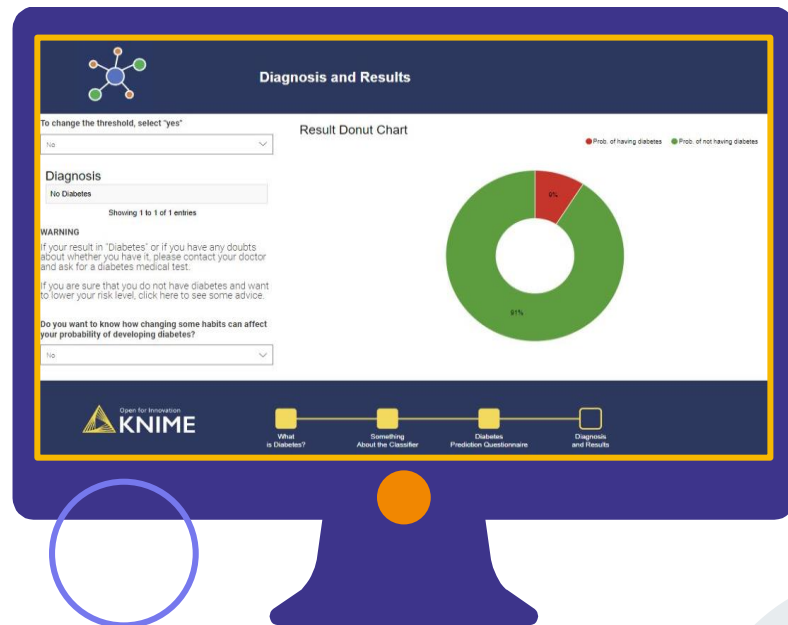 Diagnosis and Results
To change the threshold, select "yes"
No
Diagnosis
No Diabetes
Showing 1 to 1 of 1 entries
WARNING
If your result in "Diabetes" or if you have any doubts
about whether you have it, please contact your doctor
and ask for a diabetes medical test.
If you are sure that you do not have diabetes and want
to lower your risk level, click here to see some advice.
Do you want to know how changing some habits can affect
your probability of developing diabetes?
No
Result Donut Chart
Prob. of having diabetes
Prob. of not having diabetes
9%
91%
Open for Innovation
KNIME
What
is Diabetes?
Something
About the Classifier
Diabetes
Prediction Questionnaire
Diagnosis
and Results